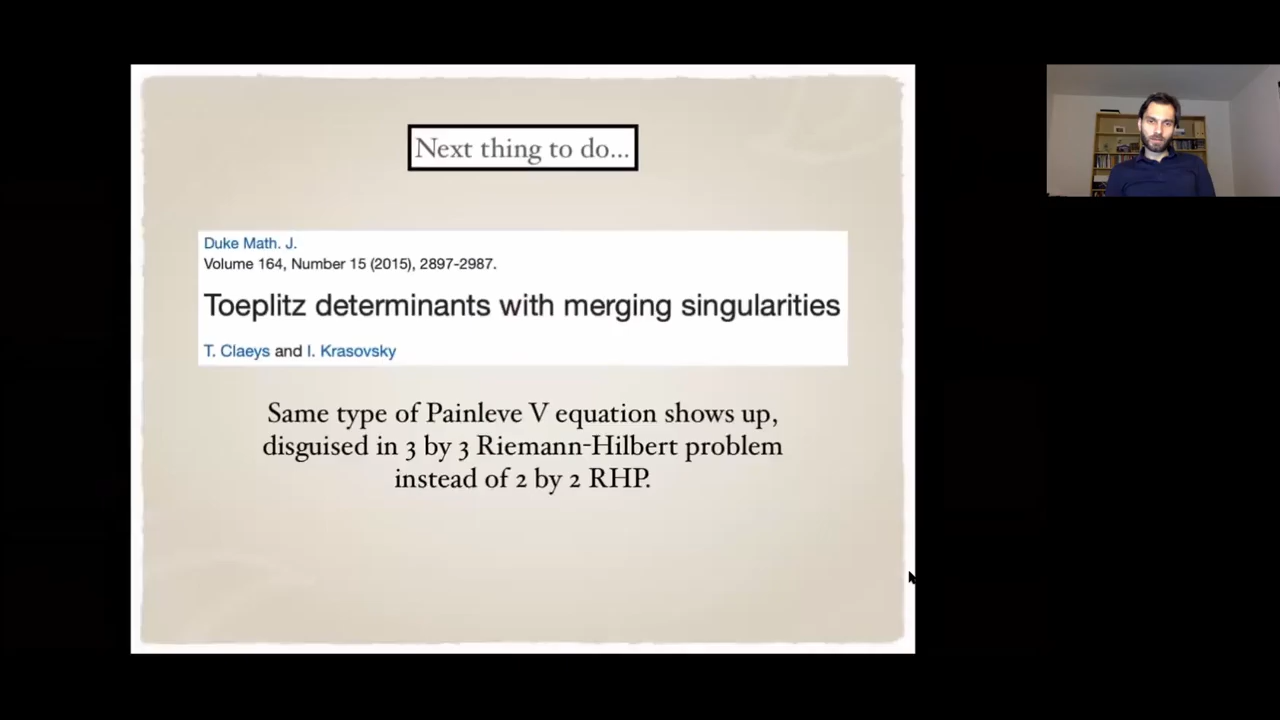 Next thing to do...
Duke Math. J.
Volume 164, Number 15 (2015), 2897-2987.
Toeplitz determinants with merging singularities
T. Claeys and I. Krasovsky
Same type of Painleve V equation shows up,
disguised in 3 by 3 Riemann-Hilbert problem
instead of 2 by 2 RHP.